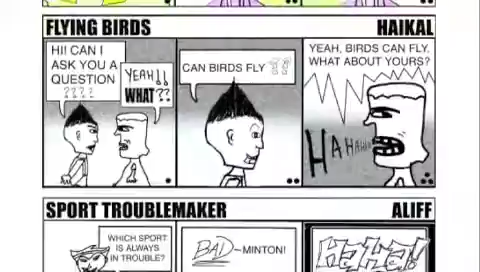 FLYING BIRDS HAIKAL
HI! CAN I
ASK YOU A
QUESTION
????
YEAH!!
WHAT??
CAN BIRDS FLY ??
YEAH, BIRDS CAN FLY.
WHAT ABOUT YOURS?
HAHAHAHA
SPORT TROUBLEMAKER ALIFF
WHICH SPORT
IS ALWAYS
IN TROUBLE?
BAD-MINTON!
HaHa!